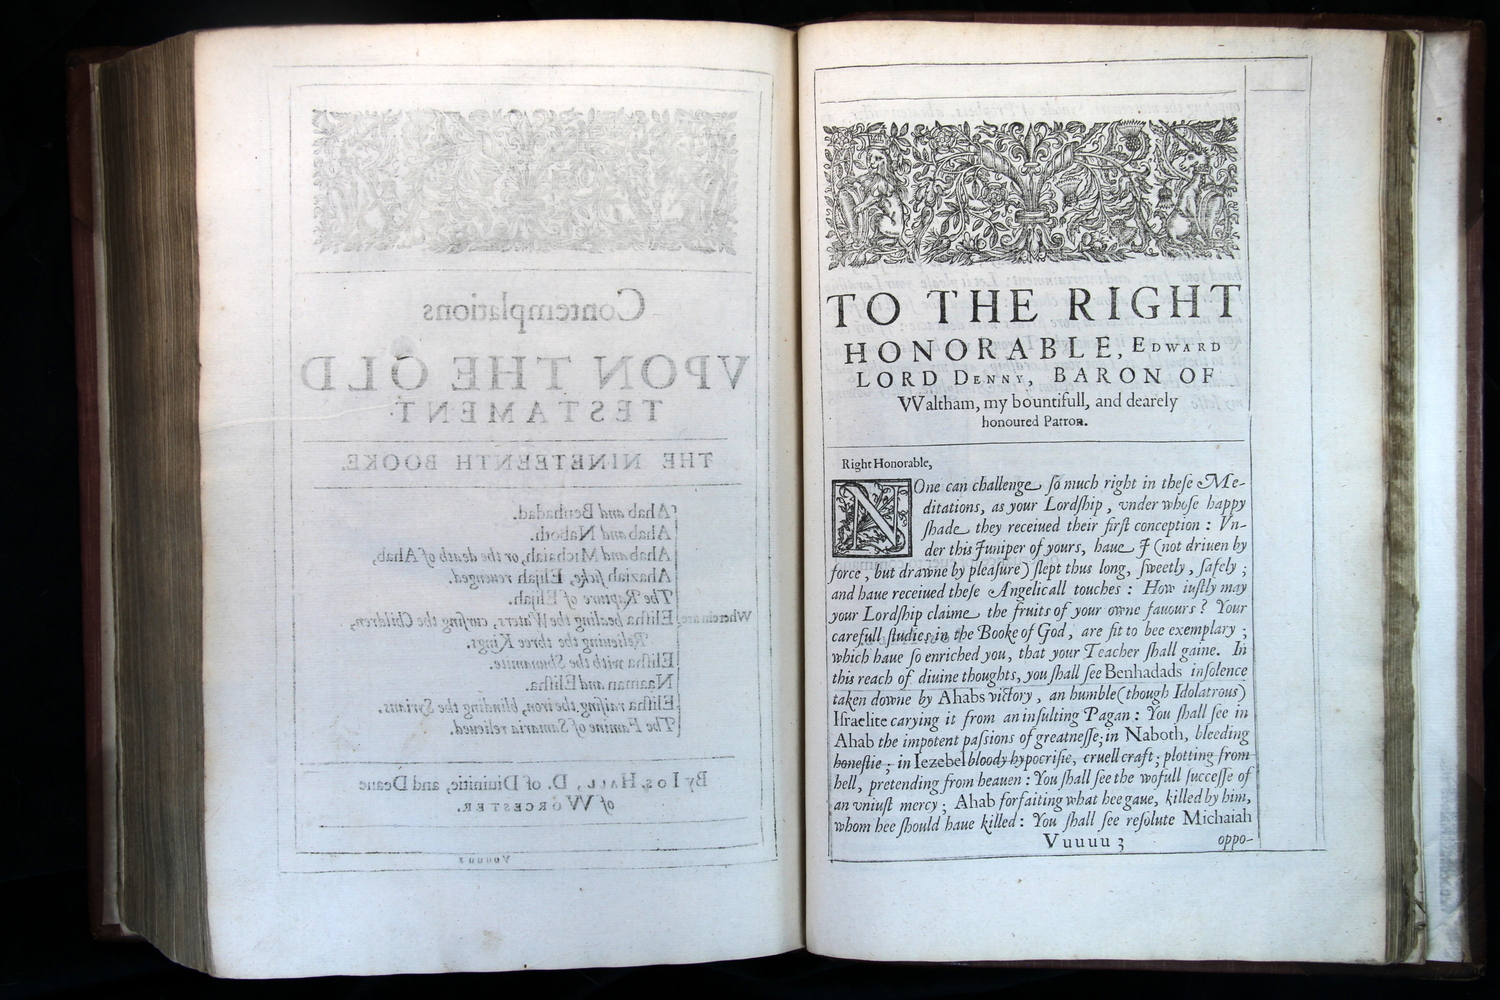 Contemplations
VPON THE OLD
TESTAMENT.
THE NINETEENTH BOOKE.
Ahab and Benhadad.
Ahab and Naboth.
Ahab and Michaiah, or the death of Ahab,
Ahaziah ſicke, Elijah reuenged.
The Rapture of Elijah.
Wherein are Eliſha healing the Waters, curſing the Children,
Relieuing the three Kings.
Eliſha with the Shunamite.
Naaman and Eliſha.
Eliſha raiſing the iron, blinding the Syrians.
The Famine of Samaria relieued.
By IOS. HALL, D. of Diuinitie, and Deane
of WORCESTER.
Vuuuu 2
TO THE RIGHT
HONORABLE, EDWARD
LORD DENNY, BARON OF
Waltham, my bountifull, and dearely
honoured Patron.
Right Honorable,
NOne can challenge ſo much right in theſe Me-
ditations, as your Lordſhip, vnder whoſe happy
ſhade they receiued their firſt conception: Vn-
der this Juniper of yours, haue J (not driuen by
force, but drawne by pleaſure) ſlept thus long, ſweetly, ſafely;
and haue receiued theſe Angelicall touches: How iuſtly may
your Lordſhip claime the fruits of your owne fauours? Your
carefull ſtudies in the Booke of God, are fit to bee exemplary;
which haue ſo enriched you, that your Teacher ſhall gaine. In
this reach of diuine thoughts, you ſhall ſee Benhadads inſolence
taken downe by Ahabs victory, an humble (though Idolatrous)
Iſraelite carying it from an inſulting Pagan: You ſhall ſee in
Ahab the impotent paſsions of greatneſſe; in Naboth, bleeding
honeſtie; in Iezebel bloody hypocriſie, cruell craft; plotting from
hell, pretending from heauen: You ſhall ſee the wofull ſucceſſe of
an vniuſt mercy; Ahab forfaiting what hee gaue, killed by him,
whom hee ſhould haue killed: You ſhall ſee reſolute Michaiah
Vuuuu 3
oppo-